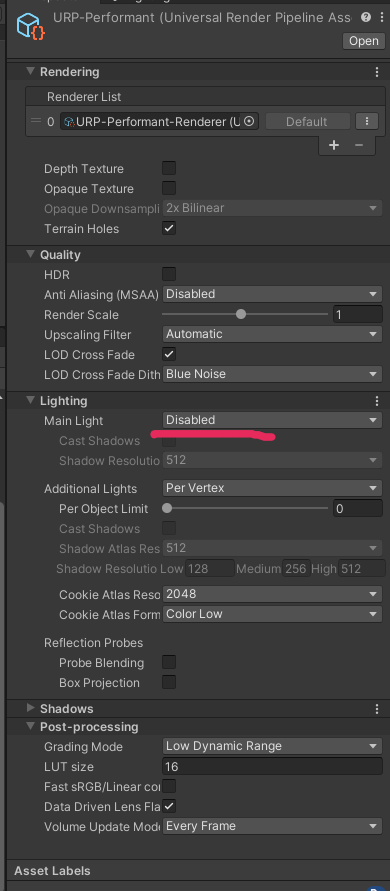 URP-Performant (Universal Render Pipeline Ass
Open
Rendering
Renderer List
0 URP-Performant-Renderer (U Default
+ −
Depth Texture
Opaque Texture
Opaque Downsampli 2x Bilinear
Terrain Holes
Quality
HDR
Anti Aliasing (MSAA) Disabled
Render Scale 1
Upscaling Filter Automatic
LOD Cross Fade
LOD Cross Fade Dith Blue Noise
Lighting
Main Light Disabled
Cast Shadows
Shadow Resolutio 512
Additional Lights Per Vertex
Per Object Limit 0
Cast Shadows
Shadow Atlas Res 512
Shadow Resolutio Low 128 Medium 256 High 512
Cookie Atlas Reso 2048
Cookie Atlas Form Color Low
Reflection Probes
Probe Blending
Box Projection
Shadows
Post-processing
Grading Mode Low Dynamic Range
LUT size 16
Fast sRGB/Linear co
Data Driven Lens Fla
Volume Update Mode Every Frame
Asset Labels